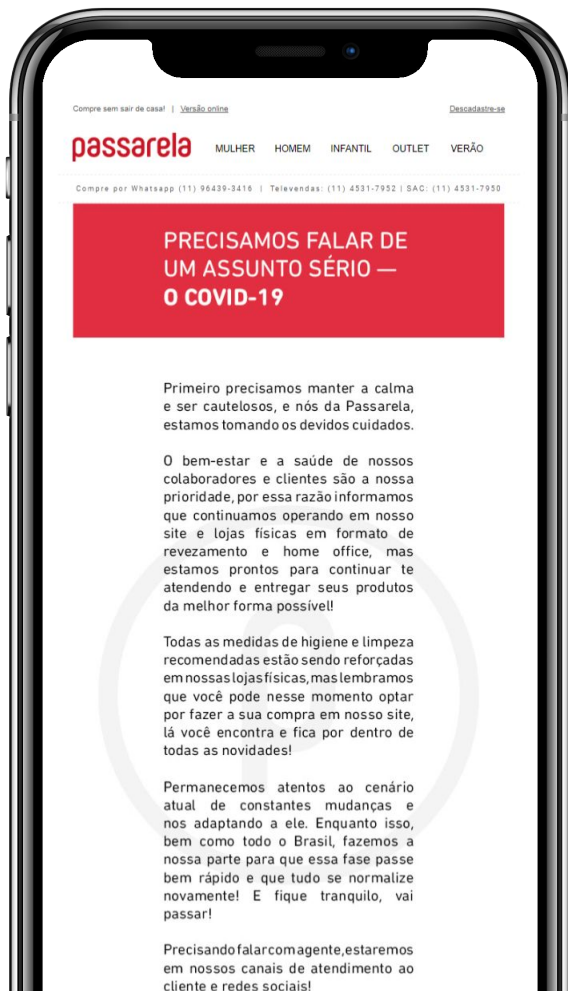 Compre sem sair de casa! | Versão online Descadastre-se
passarela MULHER HOMEM INFANTIL OUTLET VERÃO
Compre por Whatsapp (11) 96439-3416 | Televendas: (11) 4531-7952 | SAC: (11) 4531-7950
PRECISAMOS FALAR DE
UM ASSUNTO SÉRIO —
O COVID-19
Primeiro precisamos manter a calma
e ser cautelosos, e nós da Passarela,
estamos tomando os devidos cuidados.
O bem-estar e a saúde de nossos
colaboradores e clientes são a nossa
prioridade, por essa razão informamos
que continuamos operando em nosso
site e lojas físicas em formato de
revezamento e home office, mas
estamos prontos para continuar te
atendendo e entregar seus produtos
da melhor forma possível!
Todas as medidas de higiene e limpeza
recomendadas estão sendo reforçadas
em nossas lojas físicas, mas lembramos
que você pode nesse momento optar
por fazer a sua compra em nosso site,
lá você encontra e fica por dentro de
todas as novidades!
Permanecemos atentos ao cenário
atual de constantes mudanças e
nos adaptando a ele. Enquanto isso,
bem como todo o Brasil, fazemos a
nossa parte para que essa fase passe
bem rápido e que tudo se normalize
novamente! E fique tranquilo, vai
passar!
Precisando falar com agente, estaremos
em nossos canais de atendimento ao
cliente e redes sociais!